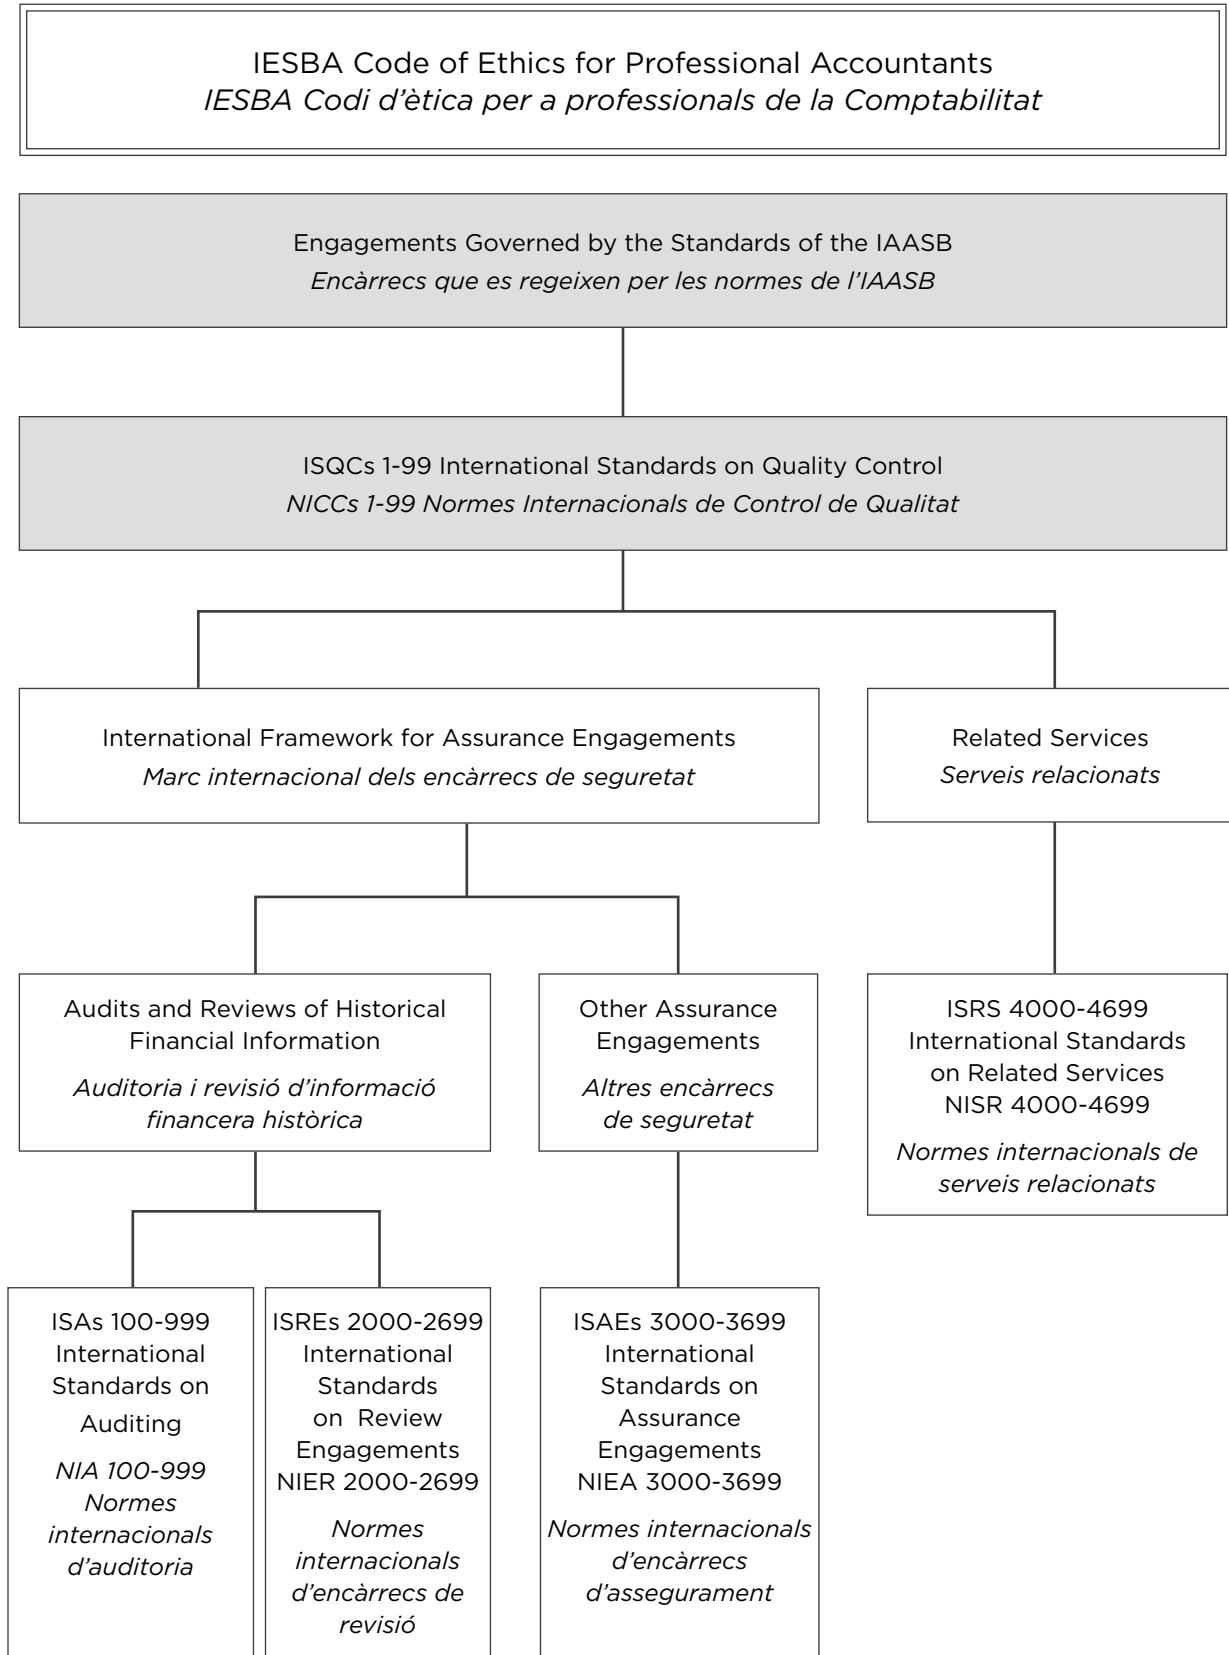 IESBA Code of Ethics for Professional Accountants
IESBA Codi d'ètica per a professionals de la Comptabilitat
Engagements Governed by the Standards of the IAASB
Encàrrecs que es regeixen per les normes de l'IAASB
ISQCs 1-99 International Standards on Quality Control
NICCs 1-99 Normes Internacionals de Control de Qualitat
International Framework for Assurance Engagements
Marc internacional dels encàrrecs de seguretat
Related Services
Serveis relacionats
Audits and Reviews of Historical
Financial Information
Auditoria i revisió d'informació
financera històrica
Other Assurance
Engagements
Altres encàrrecs
de seguretat
ISRS 4000-4699
International Standards
on Related Services
NISR 4000-4699
Normes internacionals de
serveis relacionats
ISAs 100-999
International
Standards on
Auditing
NIA 100-999
Normes
internacionals
d'auditoria
ISREs 2000-2699
International
Standards
on Review
Engagements
NIER 2000-2699
Normes
internacionals
d'encàrrecs de
revisió
ISAEs 3000-3699
International
Standards on
Assurance
Engagements
NIEA 3000-3699
Normes internacionals
d'encàrrecs
d'assegurament